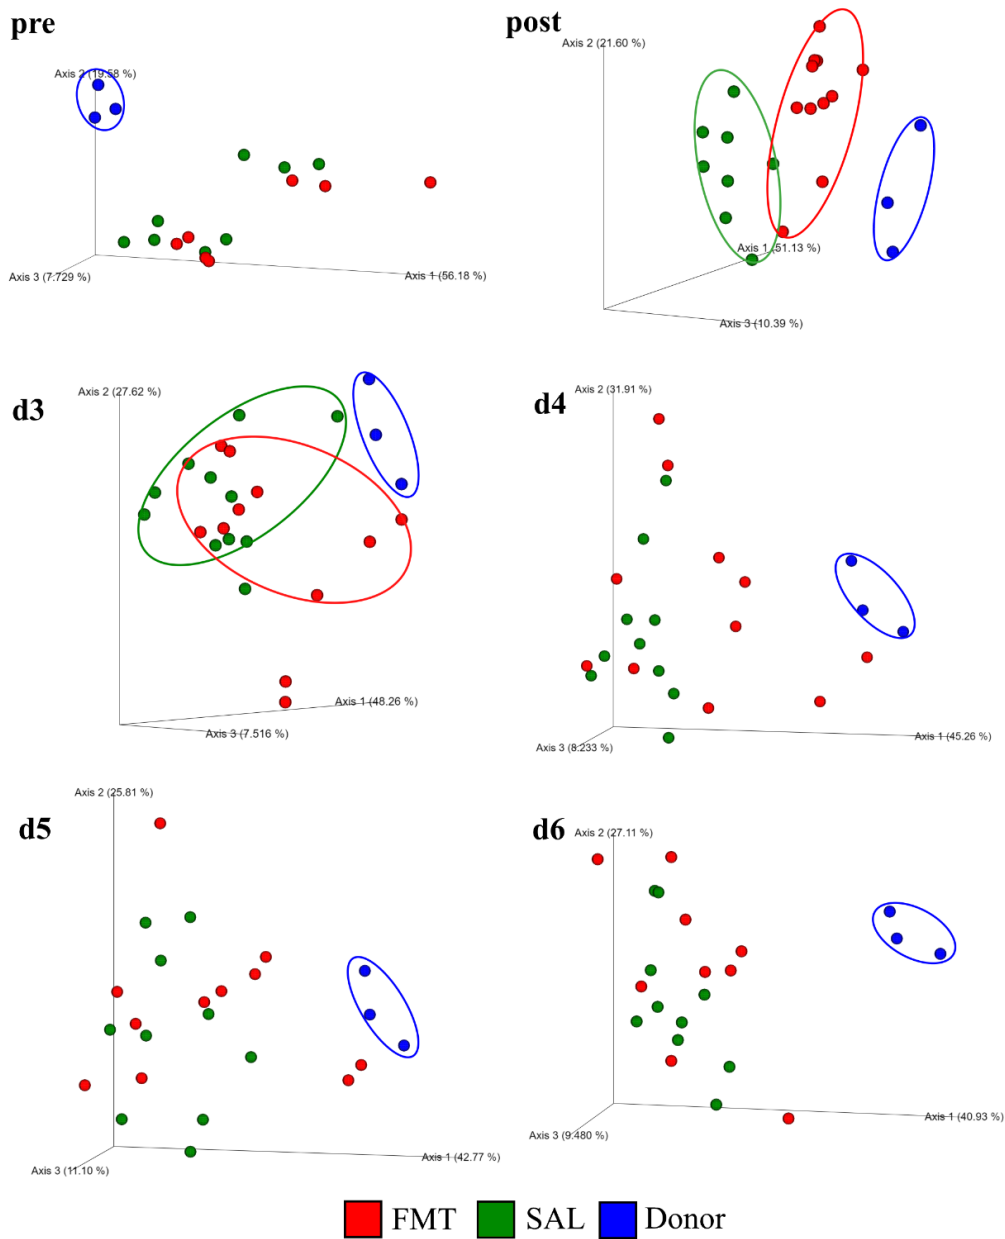 pre
Axis 2 (19.58 %)
Axis 3 (7.729 %)
Axis 1 (56.18 %)
post
Axis 2 (21.60 %)
Axis 1 (51.13 %)
Axis 3 (10.39 %)
d3
Axis 2 (27.62 %)
Axis 1 (48.26 %)
Axis 3 (7.516 %)
d4
Axis 2 (31.91 %)
Axis 3 (8.233 %)
Axis 1 (45.26 %)
d5
Axis 2 (25.81 %)
Axis 3 (11.10 %)
Axis 1 (42.77 %)
d6
Axis 2 (27.11 %)
Axis 3 (9.480 %)
Axis 1 (40.93 %)
FMT SAL Donor